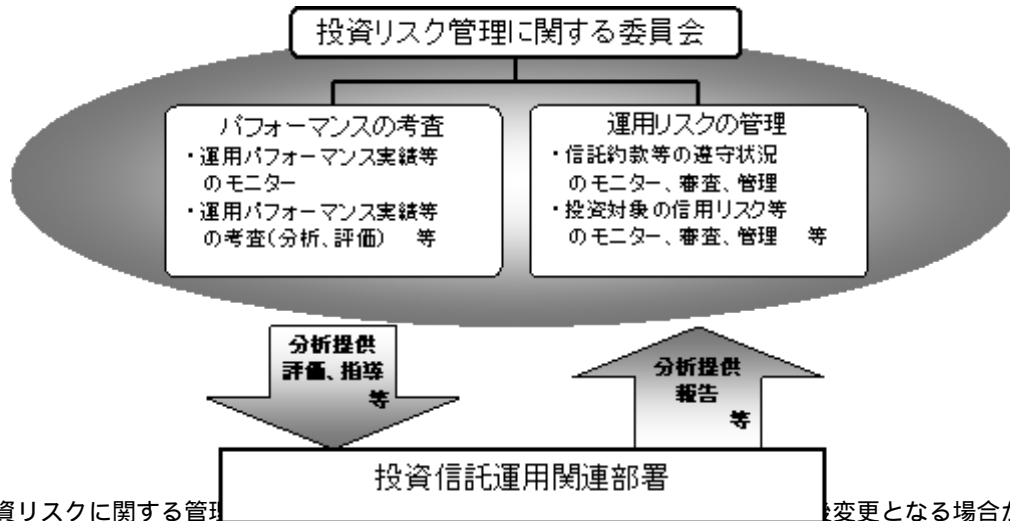 投資リスク管理に関する委員会
パフォーマンスの考査
・運用パフォーマンス実績等
のモニター
・運用パフォーマンス実績等
の考査(分析、評価) 等
運用リスクの管理
・信託約款等の遵守状況
のモニター、審査、管理
・投資対象の信用リスク等
のモニター、審査、管理 等
分析提供
評価、指導
等
分析提供
報告
等
投資信託運用関連部署
資リスクに関する管 変更となる場合が